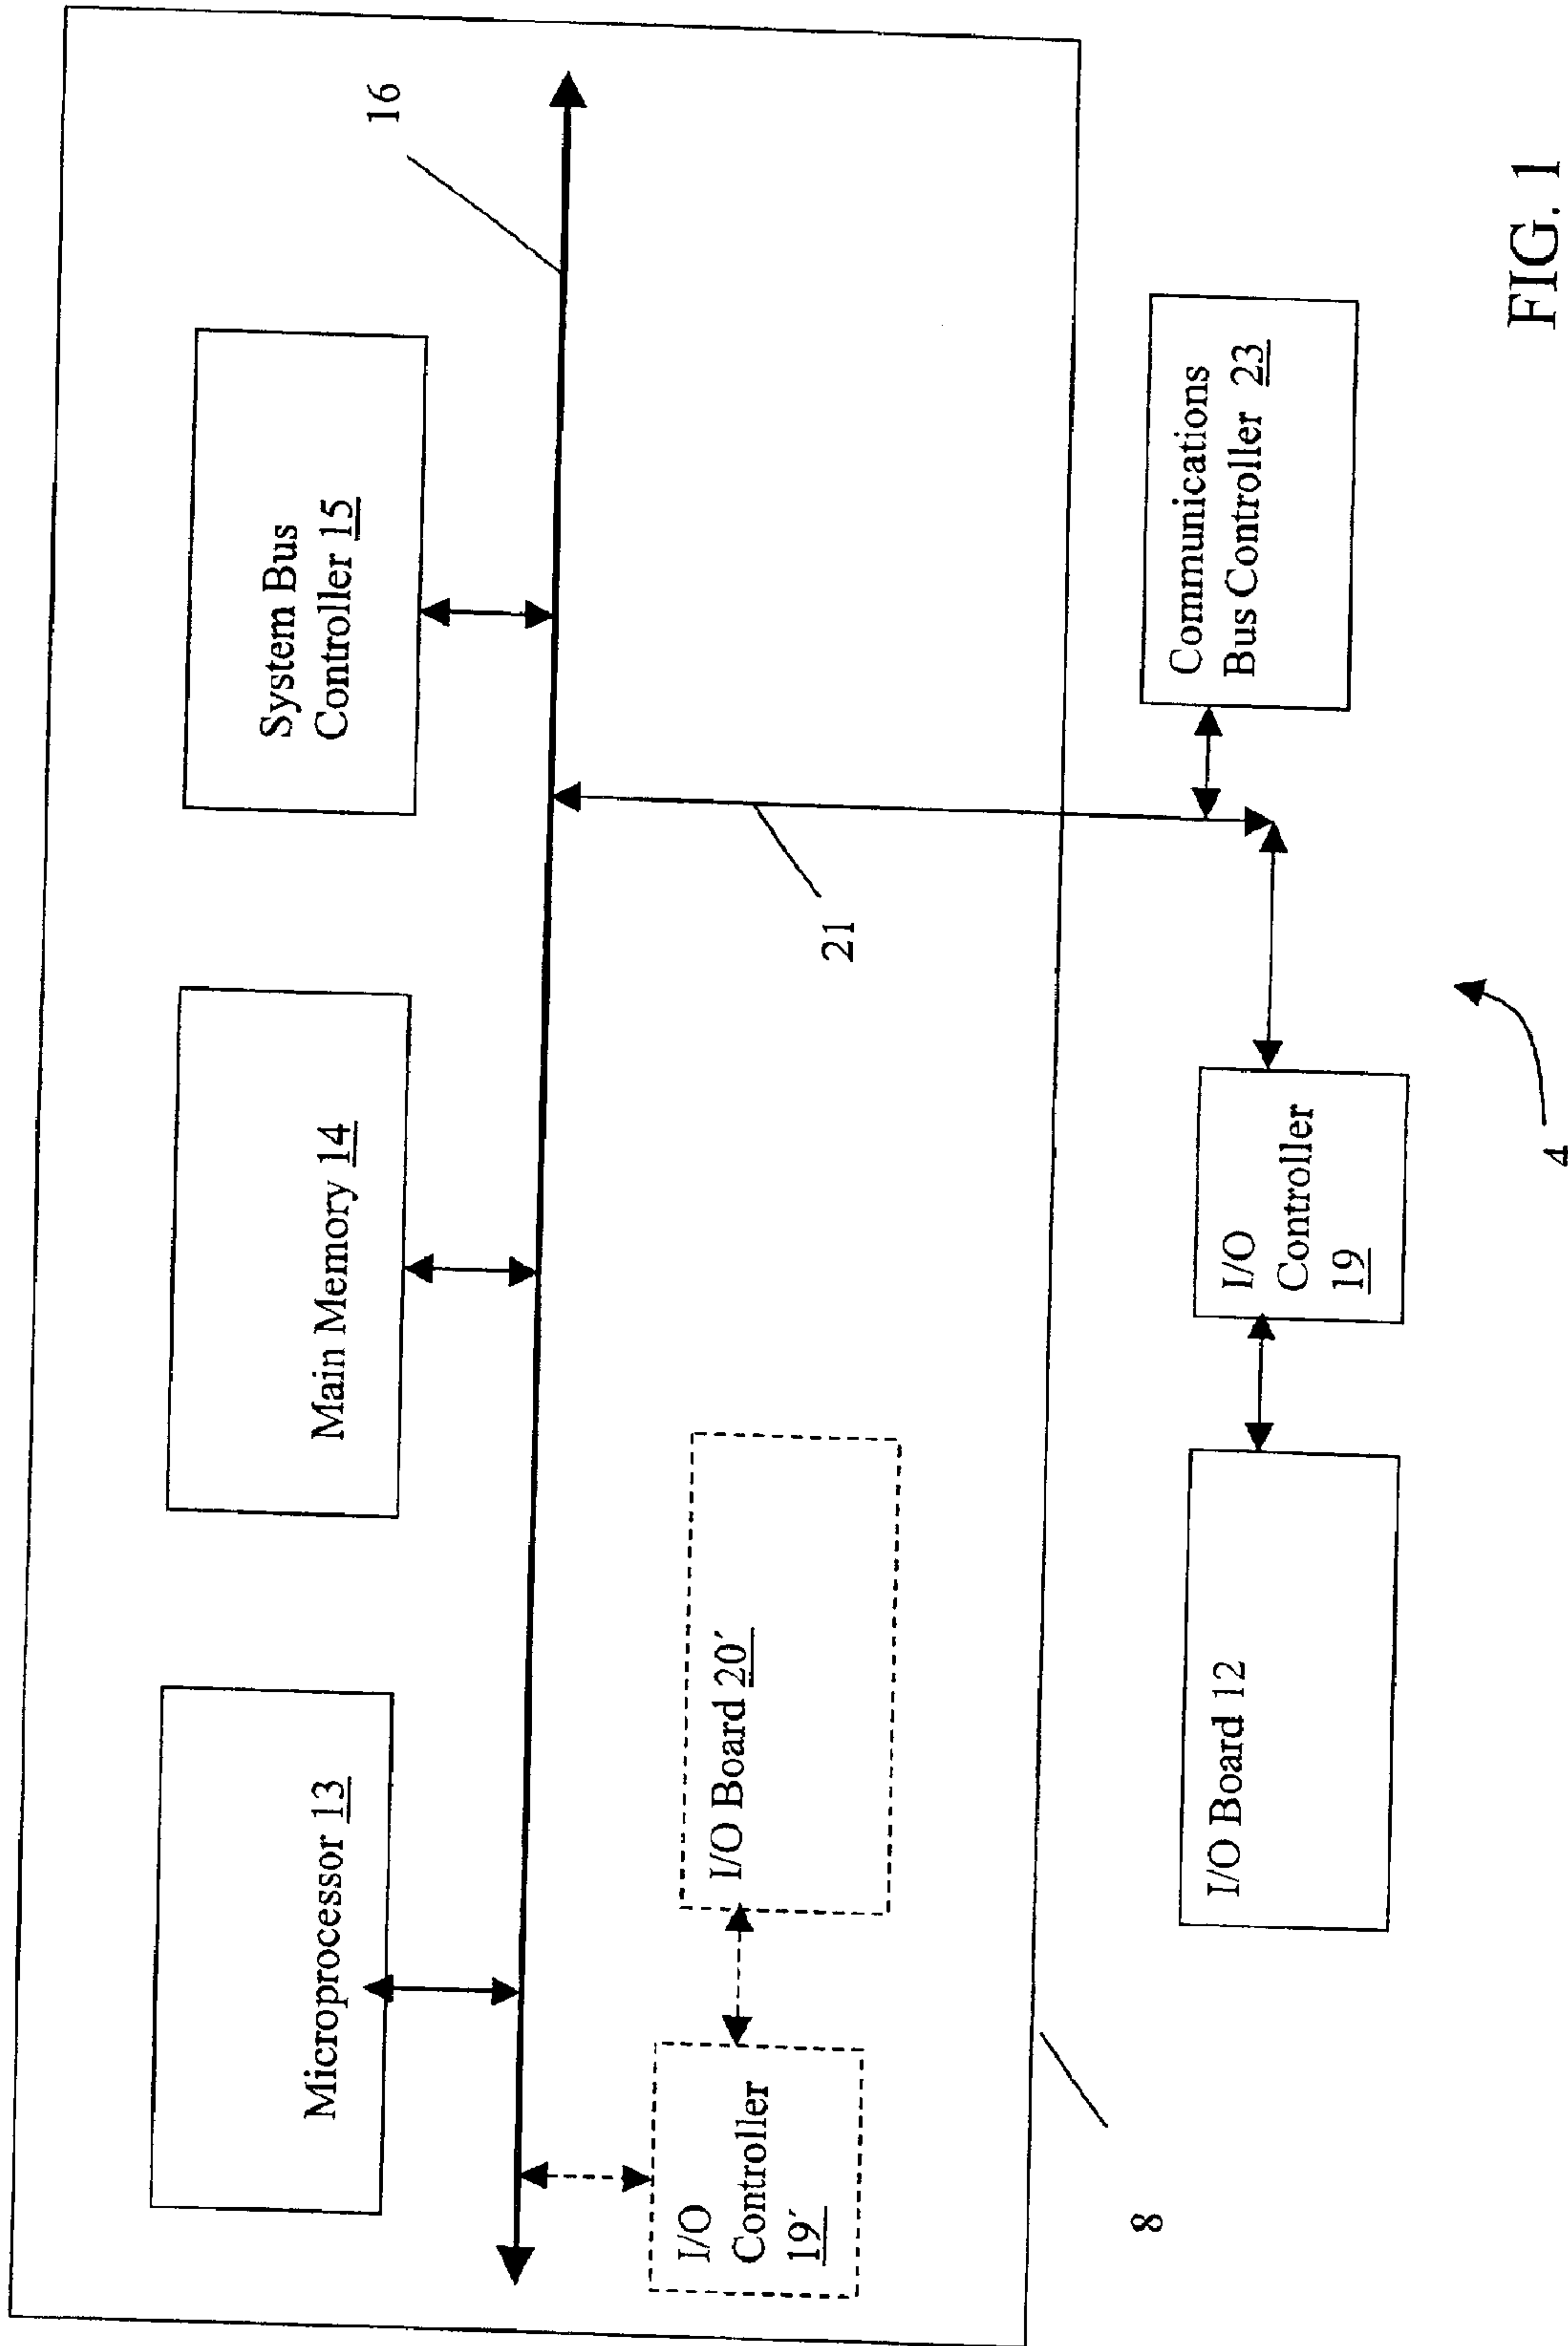 16
Microprocessor 13
Main Memory 14
System Bus
Controller 15
I/O
Controller
19´
I/O Board 20´
21
8
I/O Board 12
I/O
Controller
19
Communications
Bus Controller 23
4
FIG. 1